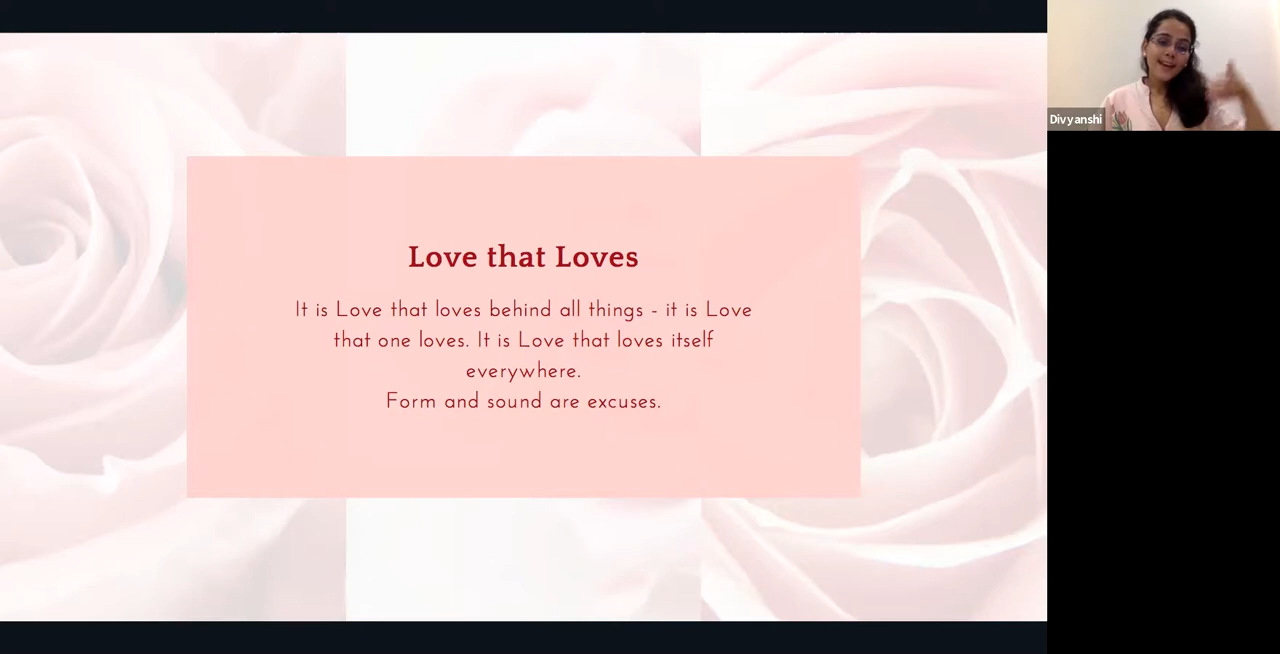 Love that Loves
It is Love that loves behind all things - it is Love
that one loves. It is Love that loves itself
everywhere.
Form and sound are excuses.
Divyanshi